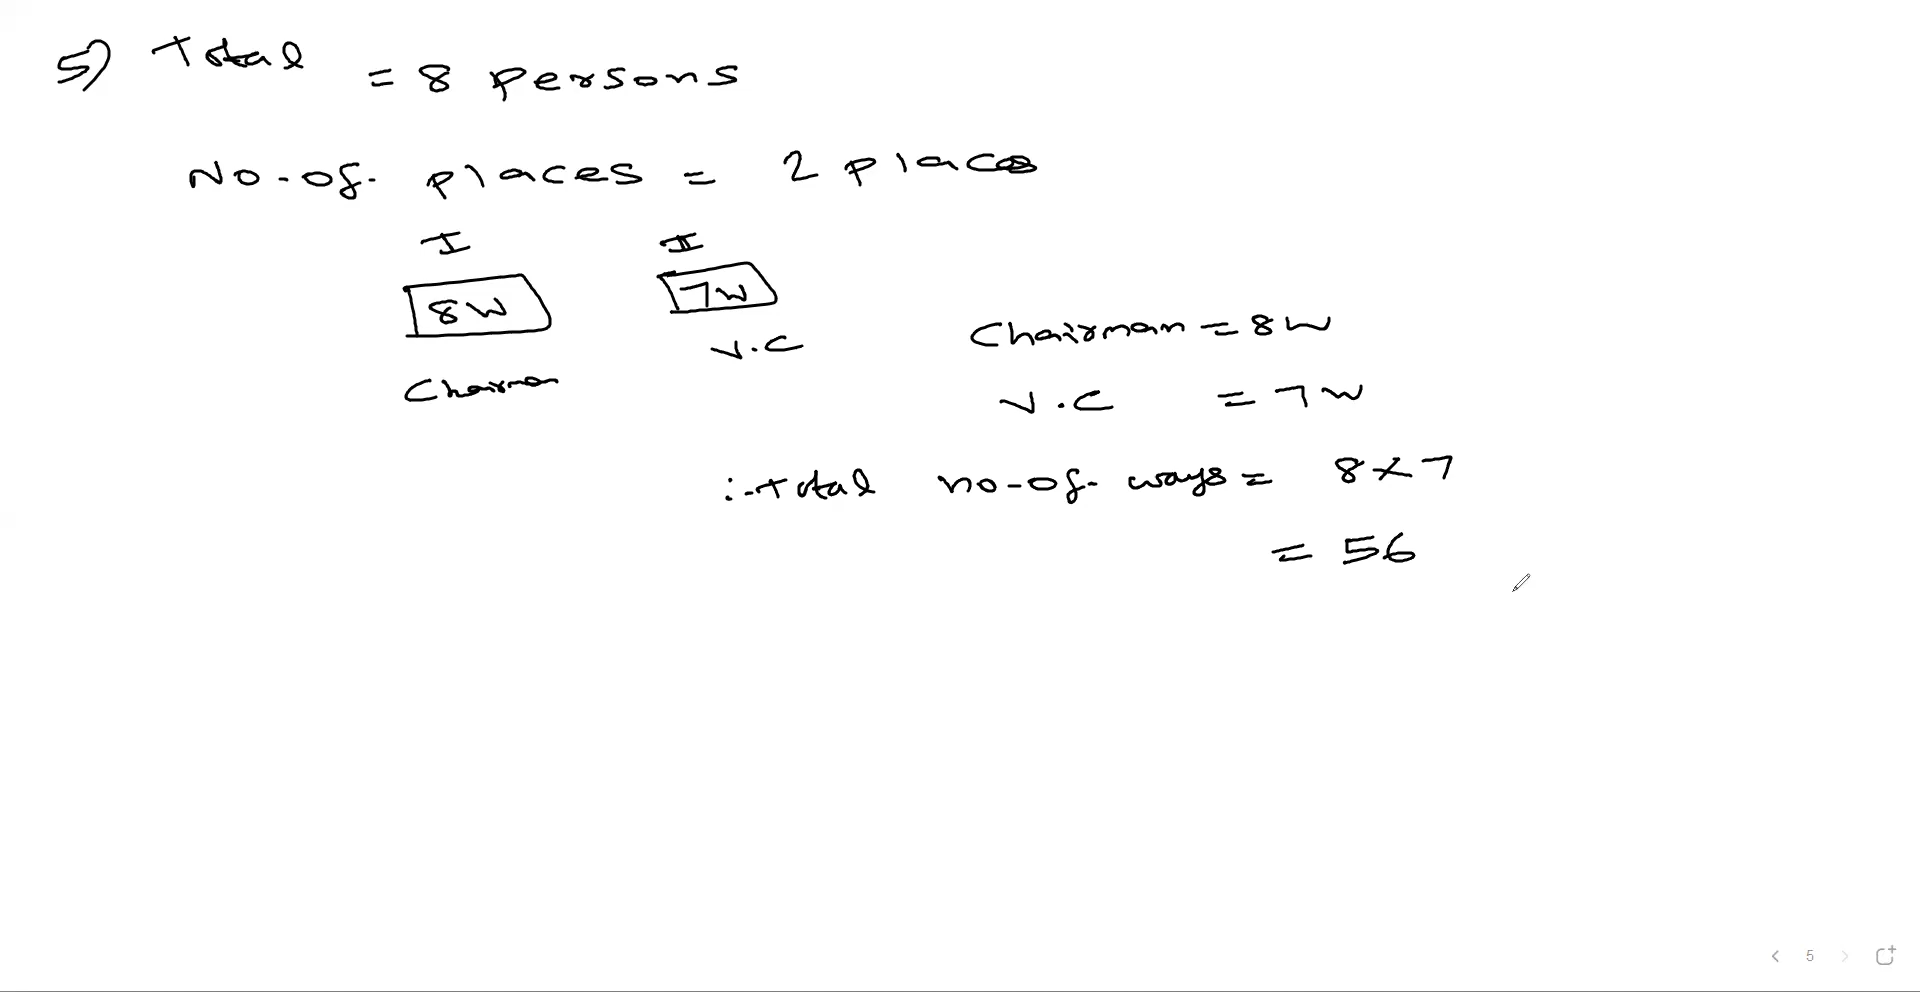 5) Total = 8 persons
No-of. places = 2 places
I II
8W 7W
V.C
Chairman
Chairman = 8W
V.C = 7W
∴ Total no-of. ways = 8×7
= 56
5